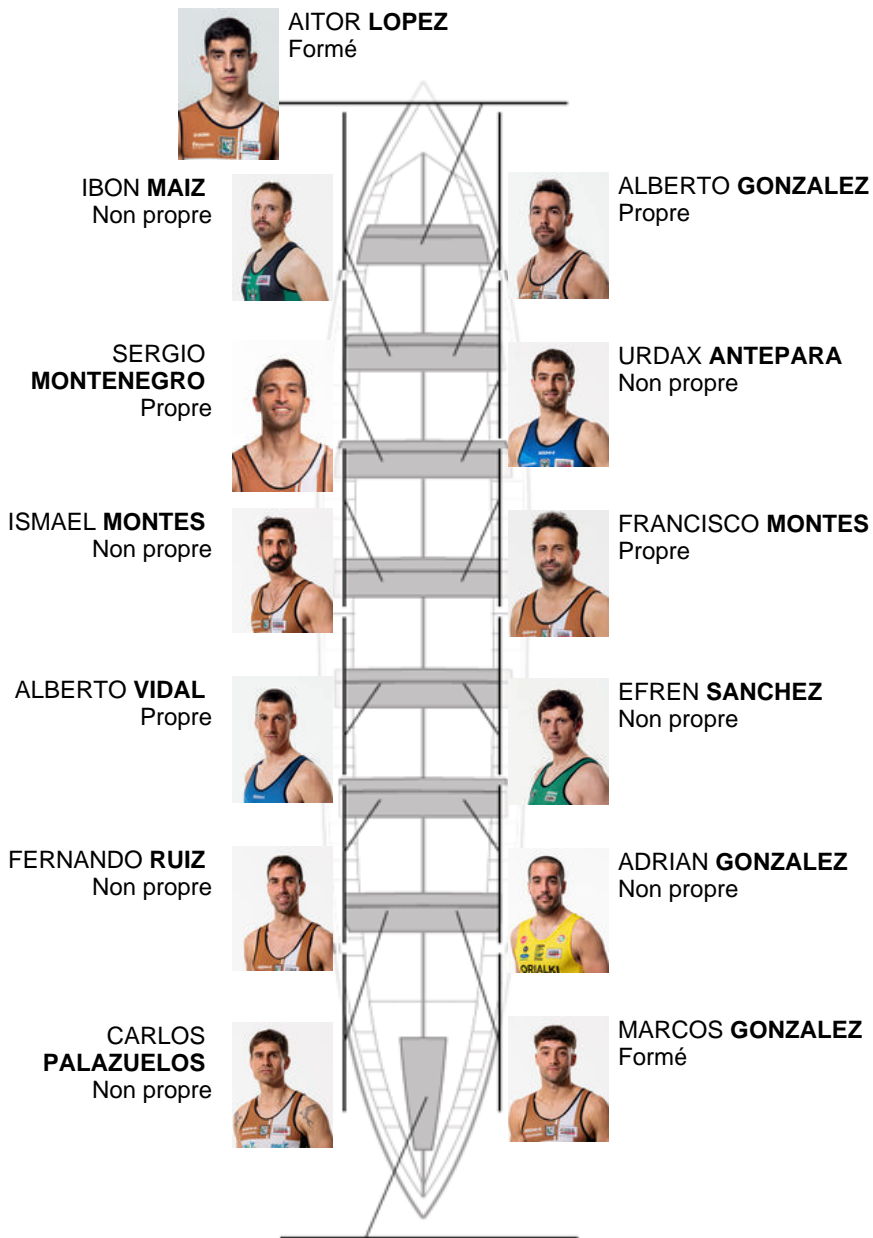 AITOR LOPEZ
Formé
IBON MAIZ
Non propre
ALBERTO GONZALEZ
Propre
SERGIO
MONTENEGRO
Propre
URDAX ANTEPARA
Non propre
ISMAEL MONTES
Non propre
FRANCISCO MONTES
Propre
ALBERTO VIDAL
Propre
EFREN SANCHEZ
Non propre
FERNANDO RUIZ
Non propre
ADRIAN GONZALEZ
Non propre
ORIALKI
CARLOS
PALAZUELOS
Non propre
MARCOS GONZALEZ
Formé